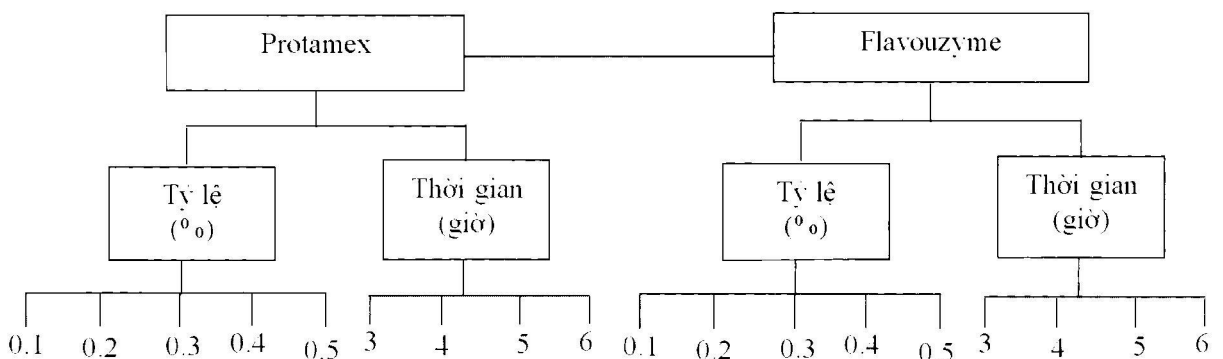 Protamex
Flavouzyme
Tỷ lệ
(%)
Thời gian
(giờ)
Tỷ lệ
(%)
Thời gian
(giờ)
0.1 0.2 0.3 0.4 0.5 3 4 5 6 0.1 0.2 0.3 0.4 0.5 3 4 5 6